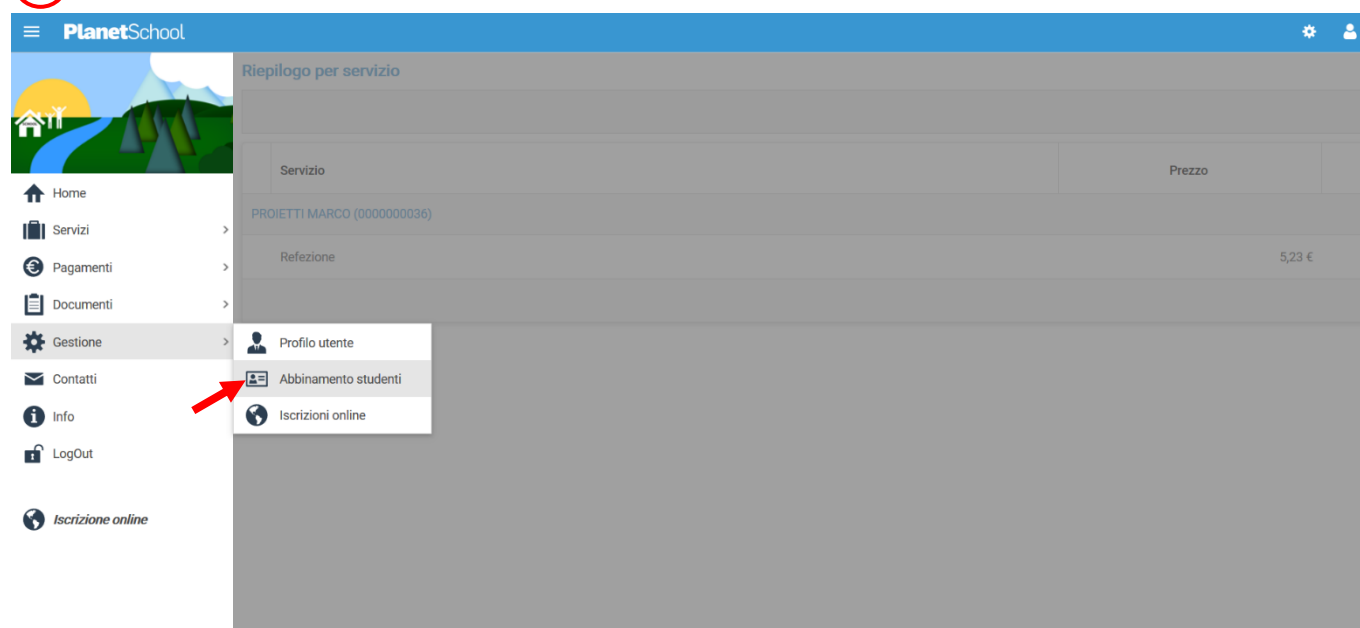 PlanetSchool
Riepilogo per servizio
Servizio Prezzo
PROIETTI MARCO (0000000036)
Refezione 5,23 €
Home
Servizi
Pagamenti
Documenti
Gestione
Contatti
Info
LogOut
Iscrizione online
Profilo utente
Abbinamento studenti
Iscrizioni online